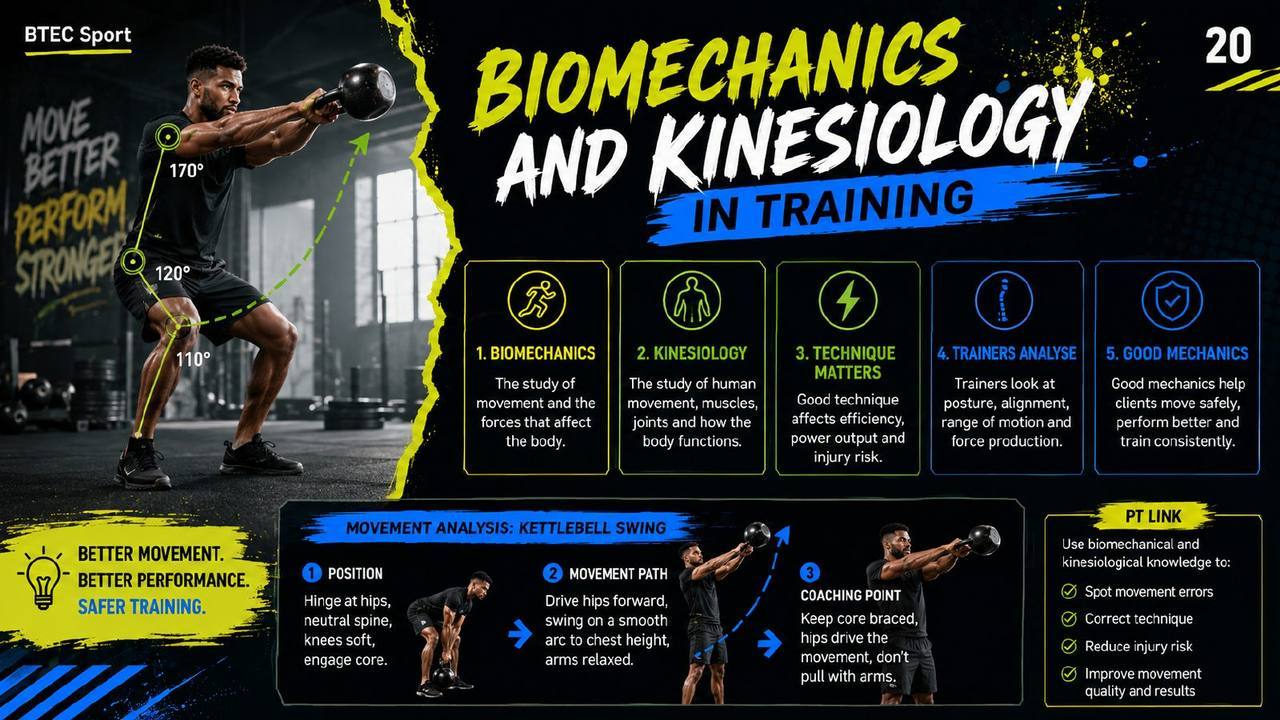 BTEC Sport
20
MOVE
BETTER
PERFORM
STRONGER
170°
120°
110°
BIOMECHANICS
AND KINESIOLOGY
IN TRAINING
1. BIOMECHANICS
The study of
movement and the
forces that affect
the body.
2. KINESIOLOGY
The study of human
movement, muscles,
joints and how the
body functions.
3. TECHNIQUE
MATTERS
Good technique
affects efficiency,
power output and
injury risk.
4. TRAINERS ANALYSE
Trainers look at
posture, alignment,
range of motion and
force production.
5. GOOD MECHANICS
Good mechanics help
clients move safely,
perform better and
train consistently.
BETTER MOVEMENT.
BETTER PERFORMANCE.
SAFER TRAINING.
MOVEMENT ANALYSIS: KETTLEBELL SWING
1 POSITION
Hinge at hips,
neutral spine,
knees soft,
engage core.
2 MOVEMENT PATH
Drive hips forward,
swing on a smooth
arc to chest height,
arms relaxed.
3
COACHING POINT
Keep core braced,
hips drive the
movement, don't
pull with arms.
PT LINK
Use biomechanical and
kinesiological knowledge to:
Spot movement errors
Correct technique
Reduce injury risk
Improve movement
quality and results